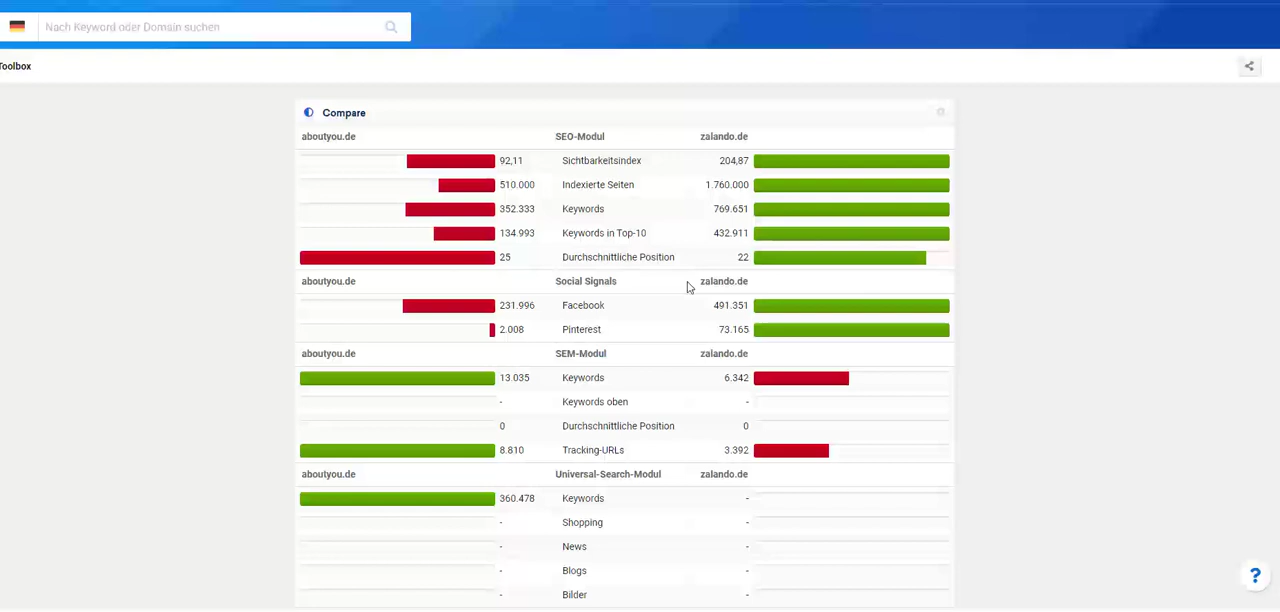 Nach Keyword oder Domain suchen
Toolbox
Compare
aboutyou.de SEO-Modul zalando.de
92,11 Sichtbarkeitsindex 204,87
510.000 Indexierte Seiten 1.760.000
352.333 Keywords 769.651
134.993 Keywords in Top-10 432.911
25 Durchschnittliche Position 22
aboutyou.de Social Signals zalando.de
231.996 Facebook 491.351
2.008 Pinterest 73.165
aboutyou.de SEM-Modul zalando.de
13.035 Keywords 6.342
- Keywords oben -
0 Durchschnittliche Position 0
8.810 Tracking-URLs 3.392
aboutyou.de Universal-Search-Modul zalando.de
360.478 Keywords -
- Shopping -
- News -
- Blogs -
- Bilder -
?